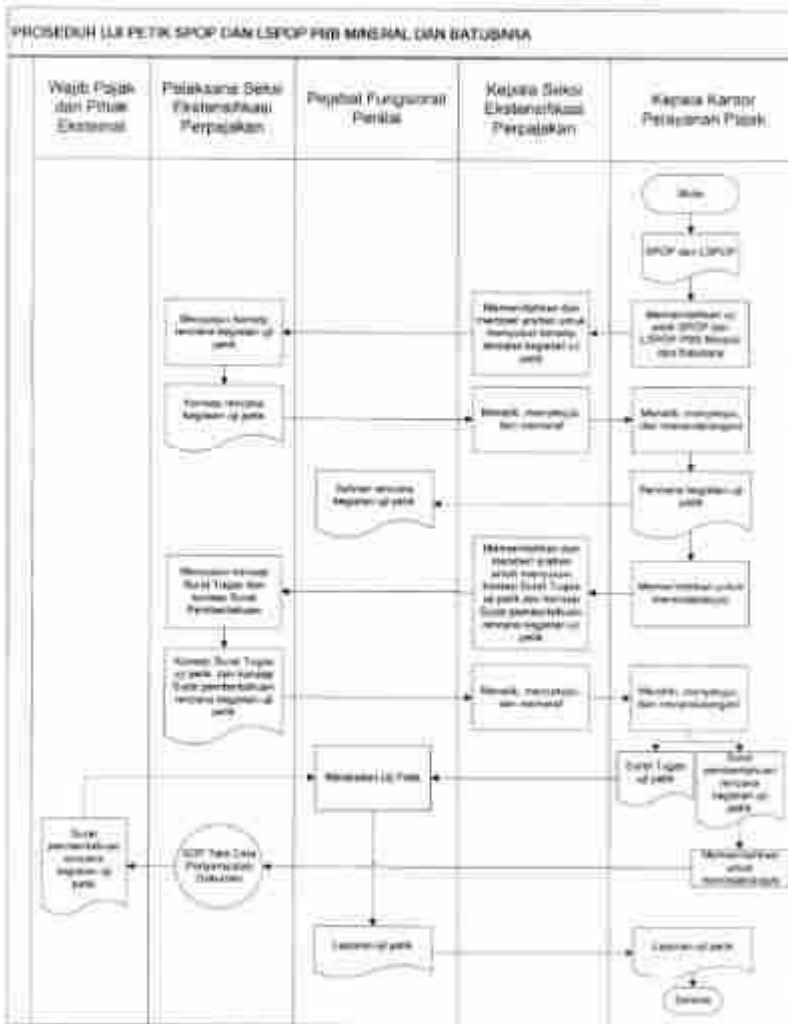 PROSEDUR UJI PETIK SPOP DAN LSPOP PBB MINERAL DAN BATUBARA
Wajib Pajak
dan Pihak
Eksternal
Pelaksana Seksi
Ekstensifikasi
Perpajakan
Pejabat Fungsional
Penilai
Kepala Seksi
Ekstensifikasi
Perpajakan
Kepala Kantor
Pelayanan Pajak
Mulai
SPOP dan LSPOP
Menyusun konsep
rencana kegiatan uji
petik
Memerintahkan dan
memberi arahan untuk
menyusun konsep
rencana kegiatan uji
petik
Memerintahkan uji
petik SPOP dan
LSPOP PBB Mineral
dan Batubara
Konsep rencana
kegiatan uji petik
Meneliti, menyetujui,
dan memaraf
Meneliti, menyetujui,
dan menandatangani
Salinan rencana
kegiatan uji petik
Rencana kegiatan uji
petik
Menyusun konsep
Surat Tugas dan
konsep Surat
Pemberitahuan
Memerintahkan dan
memberi arahan
untuk menyusun
konsep Surat Tugas
uji petik dan konsep
Surat pemberitahuan
rencana kegiatan uji
petik
Memerintahkan untuk
menindaklanjuti
Konsep Surat Tugas
uji petik dan konsep
Surat pemberitahuan
rencana kegiatan uji
petik
Meneliti, menyetujui,
dan memaraf
Meneliti, menyetujui,
dan menandatangani
Melakukan Uji Petik
Surat Tugas
uji petik
Surat
pemberitahuan
rencana
kegiatan uji
petik
Surat
pemberitahuan
rencana
kegiatan uji
petik
SOP Tata Cara
Penyampaian
Dokumen
Memerintahkan
untuk
menindaklanjuti
Laporan uji petik
Laporan uji petik
Selesai